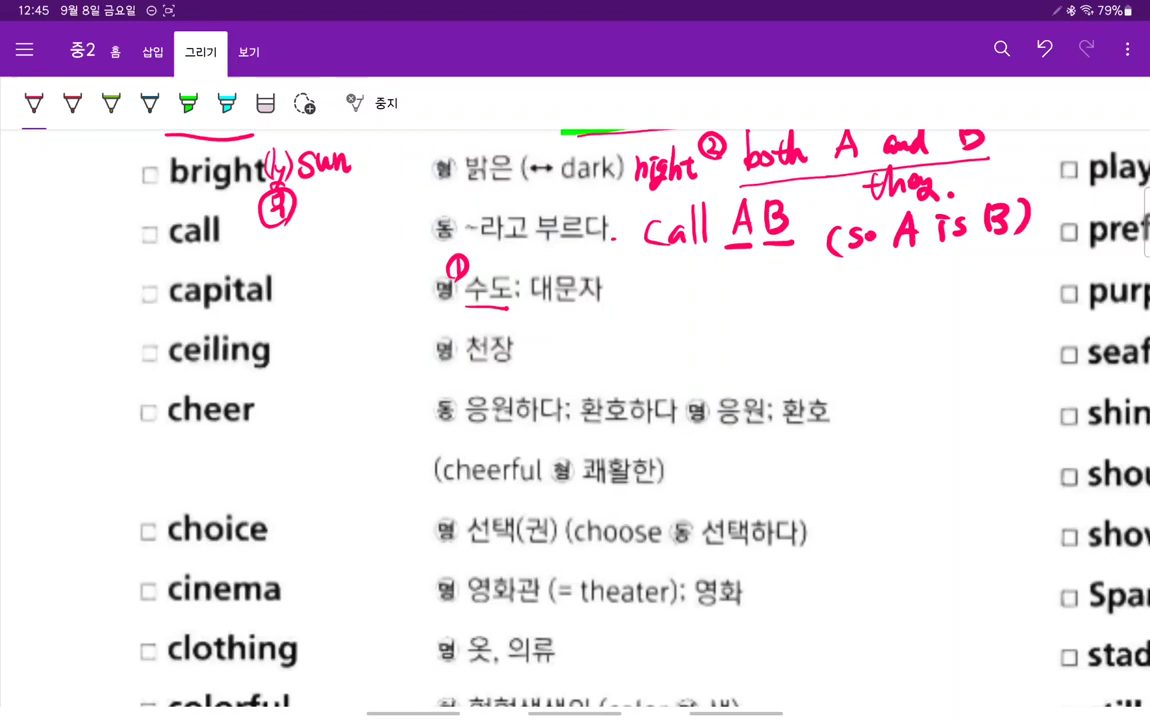 12:45 9월 8일 금요일 79%
중2 홈 삽입 그리기 보기
중지
both A and B
bright (ly) Sun 형 밝은 (↔ dark) night ② they. play
call 동 ~라고 부르다. call A B (so A is B) pref
①
capital 명 수도; 대문자 purp
ceiling 명 천장 seaf
cheer 동 응원하다; 환호하다 명 응원; 환호 shin
(cheerful 형 쾌활한) shou
choice 명 선택(권) (choose 동 선택하다) show
cinema 명 영화관 (= theater); 영화 Spa
clothing 명 옷, 의류 stad
colorful